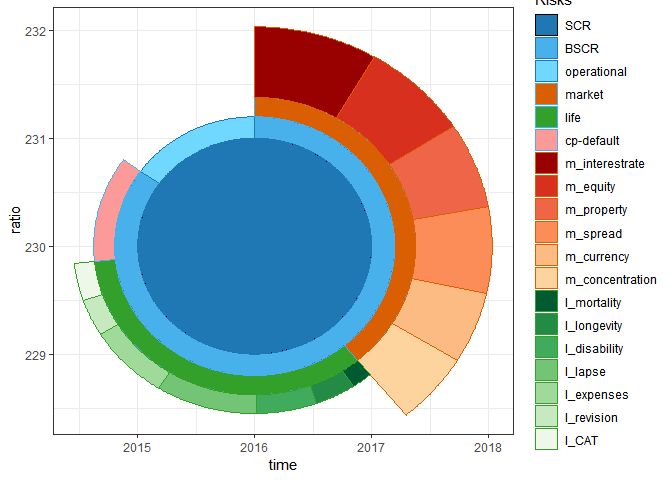 Risks
SCR
BSCR
operational
market
life
cp-default
m_interestrate
m_equity
m_property
m_spread
m_currency
m_concentration
l_mortality
l_longevity
l_disability
l_lapse
l_expenses
l_revision
l_CAT
232
231
230
229
ratio
2015 2016 2017 2018
time